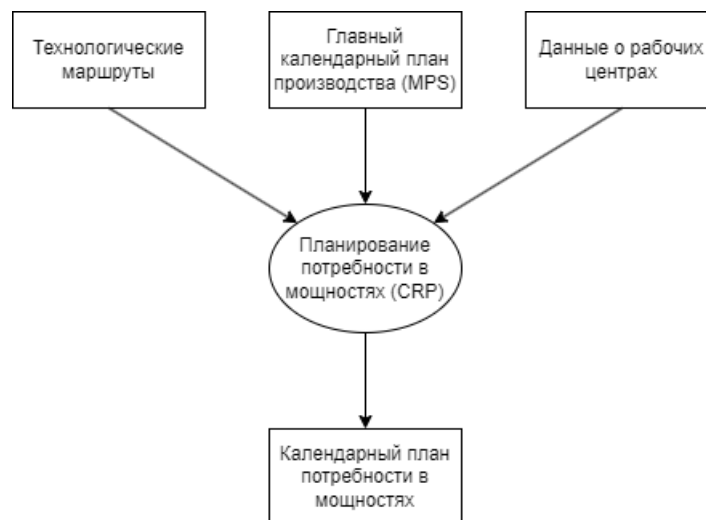 Технологические
маршруты
Главный
календарный план
производства (MPS)
Данные о рабочих
центрах
Планирование
потребности в
мощностях (CRP)
Календарный план
потребности в
мощностях